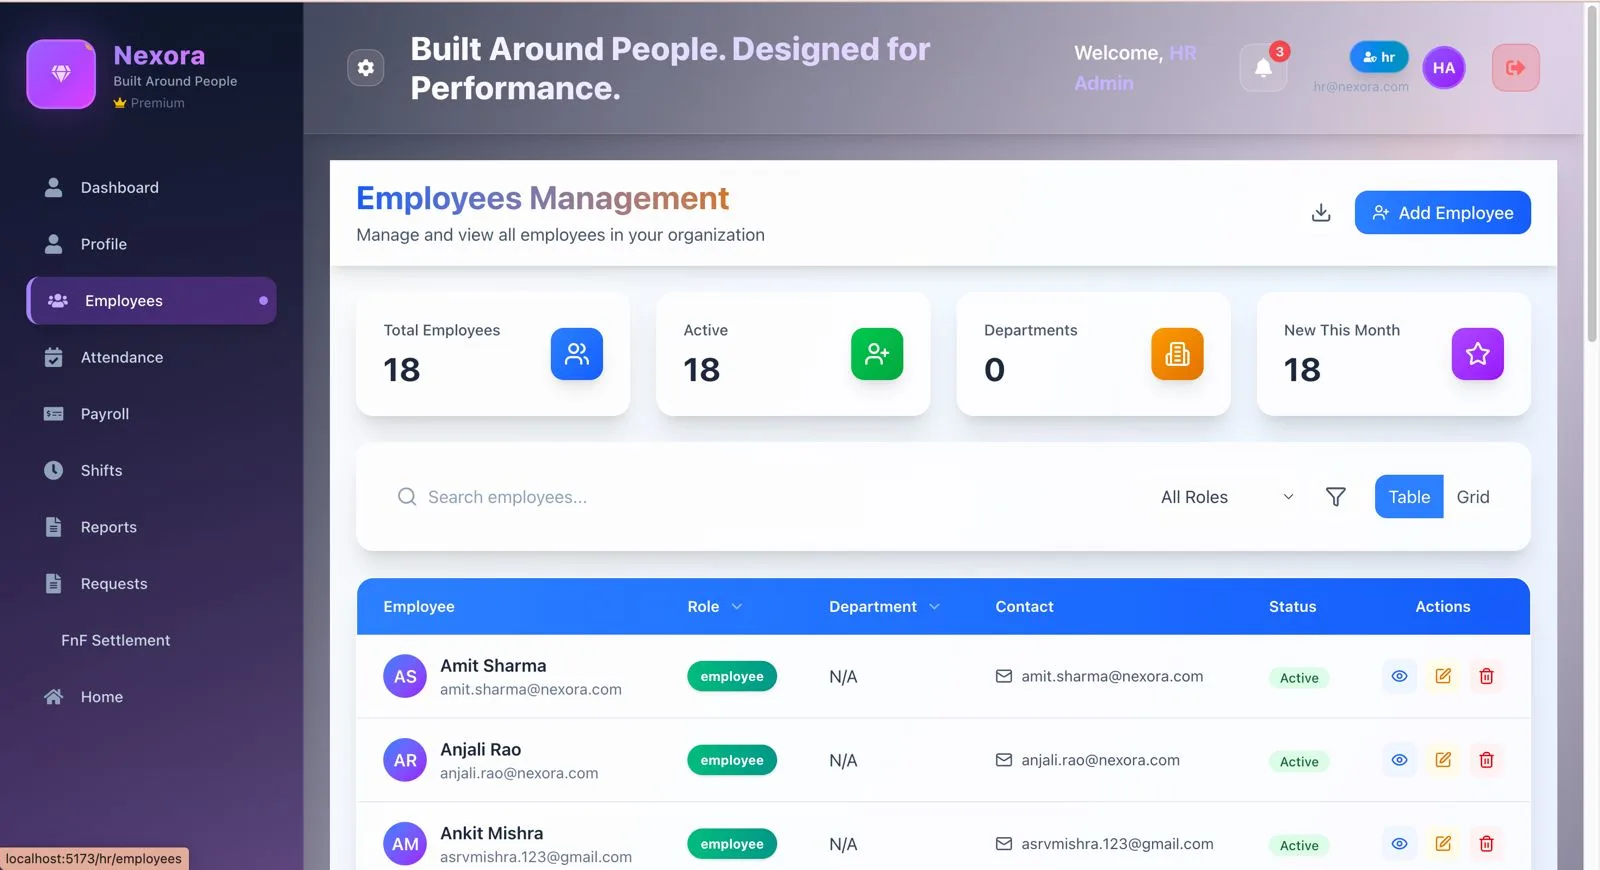 Nexora
Built Around People
Premium
Dashboard
Profile
Employees
Attendance
Payroll
Shifts
Reports
Requests
FnF Settlement
Home
localhost:5173/hr/employees
Built Around People. Designed for
Performance.
Welcome, HR
Admin
3
hr
hr@nexora.com
HA
Employees Management
Manage and view all employees in your organization
Add Employee
Total Employees
18
Active
18
Departments
0
New This Month
18
Search employees...
All Roles
Table
Grid
Employee Role Department Contact Status Actions
AS
Amit Sharma
amit.sharma@nexora.com
employee
N/A
amit.sharma@nexora.com
Active
AR
Anjali Rao
anjali.rao@nexora.com
employee
N/A
anjali.rao@nexora.com
Active
AM
Ankit Mishra
asrvmishra.123@gmail.com
employee
N/A
asrvmishra.123@gmail.com
Active